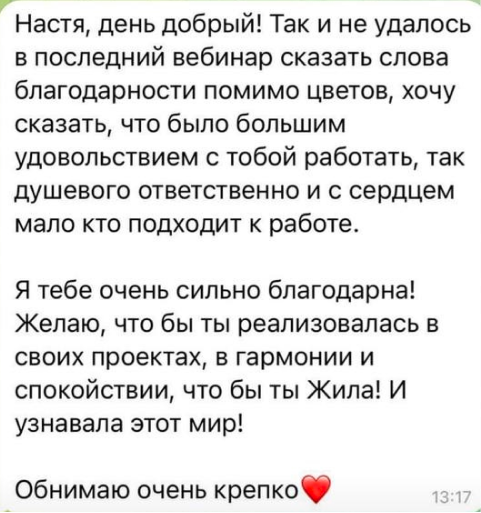 Настя, день добрый! Так и не удалось
в последний вебинар сказать слова
благодарности помимо цветов, хочу
сказать, что было большим
удовольствием с тобой работать, так
душевого ответственно и с сердцем
мало кто подходит к работе.
Я тебе очень сильно благодарна!
Желаю, что бы ты реализовалась в
своих проектах, в гармонии и
спокойствии, что бы ты Жила! И
узнавала этот мир!
Обнимаю очень крепко❤️
13:17